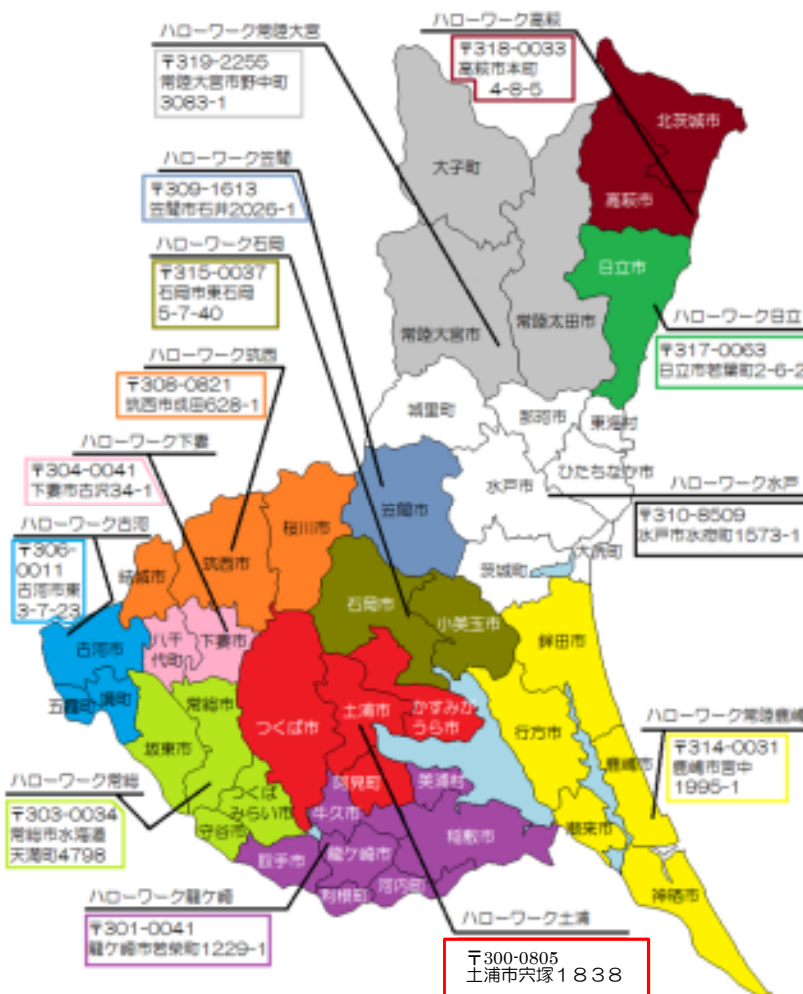 ハローワーク常陸大宮
〒319-2255
常陸大宮市野中町
3083-1
ハローワーク高萩
〒318-0033
高萩市本町
4-8-5
北茨城市
大子町
高萩市
ハローワーク笠間
〒309-1613
笠間市石井2026-1
ハローワーク石岡
〒315-0037
石岡市東石岡
5-7-40
日立市
常陸大宮市
常陸太田市
ハローワーク日立
〒317-0063
日立市若葉町2-6-2
ハローワーク筑西
〒308-0821
筑西市成田628-1
城里町
那珂市
東海村
ハローワーク下妻
〒304-0041
下妻市古沢34-1
ひたちなか市
水戸市
ハローワーク水戸
〒310-8509
水戸市水府町1573-1
ハローワーク古河
〒306-
0011
古河市東
3-7-23
笠間市
桜川市
筑西市
結城市
大洗町
茨城町
石岡市
小美玉市
鉾田市
古河市
八千
代町
下妻市
五霞町
境町
常総市
坂東市
つくば市
土浦市
かすみが
うら市
行方市
ハローワーク常陸鹿嶋
〒314-0031
鹿嶋市宮中
1995-1
鹿嶋市
ハローワーク常総
〒303-0034
常総市水海道
天満町4798
つくば
みらい市
守谷市
阿見町
美浦村
牛久市
稲敷市
潮来市
取手市
龍ケ崎市
利根町
河内町
神栖市
ハローワーク龍ケ崎
〒301-0041
龍ケ崎市若柴町1229-1
ハローワーク土浦
〒300-0805
土浦市宍塚１８３８